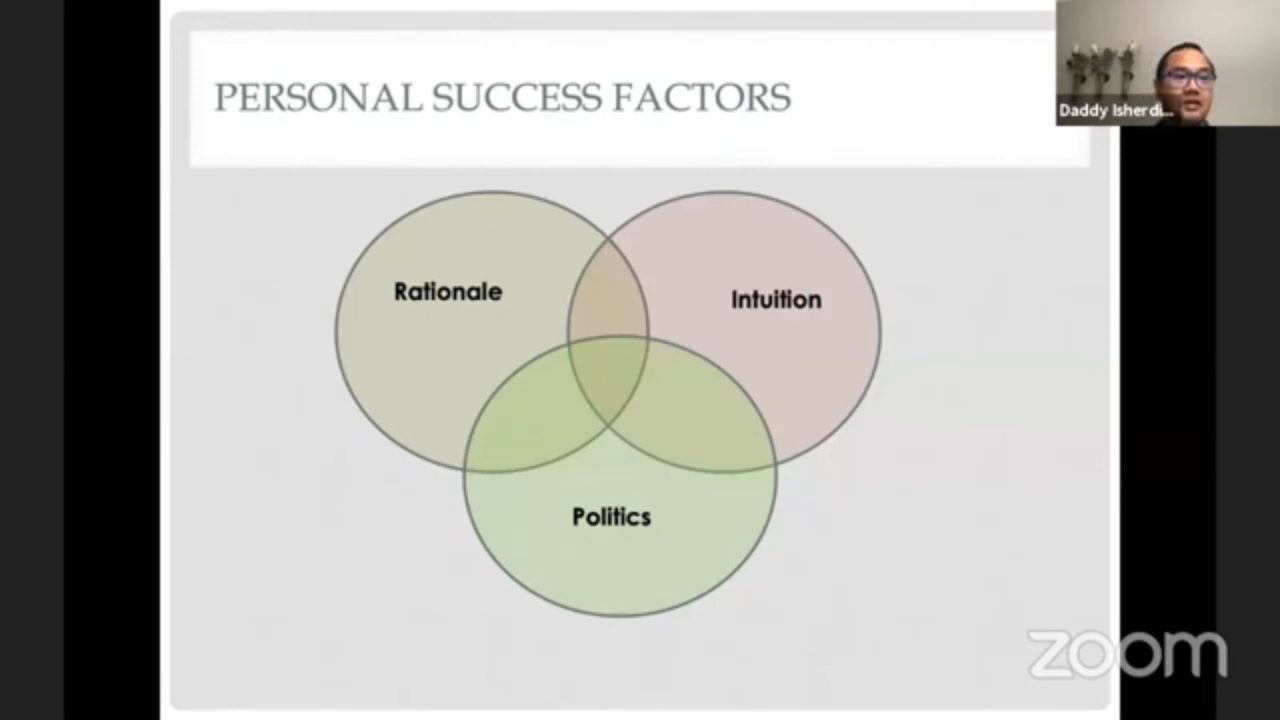 PERSONAL SUCCESS FACTORS
Daddy Isherdi...
Rationale
Intuition
Politics
zoom